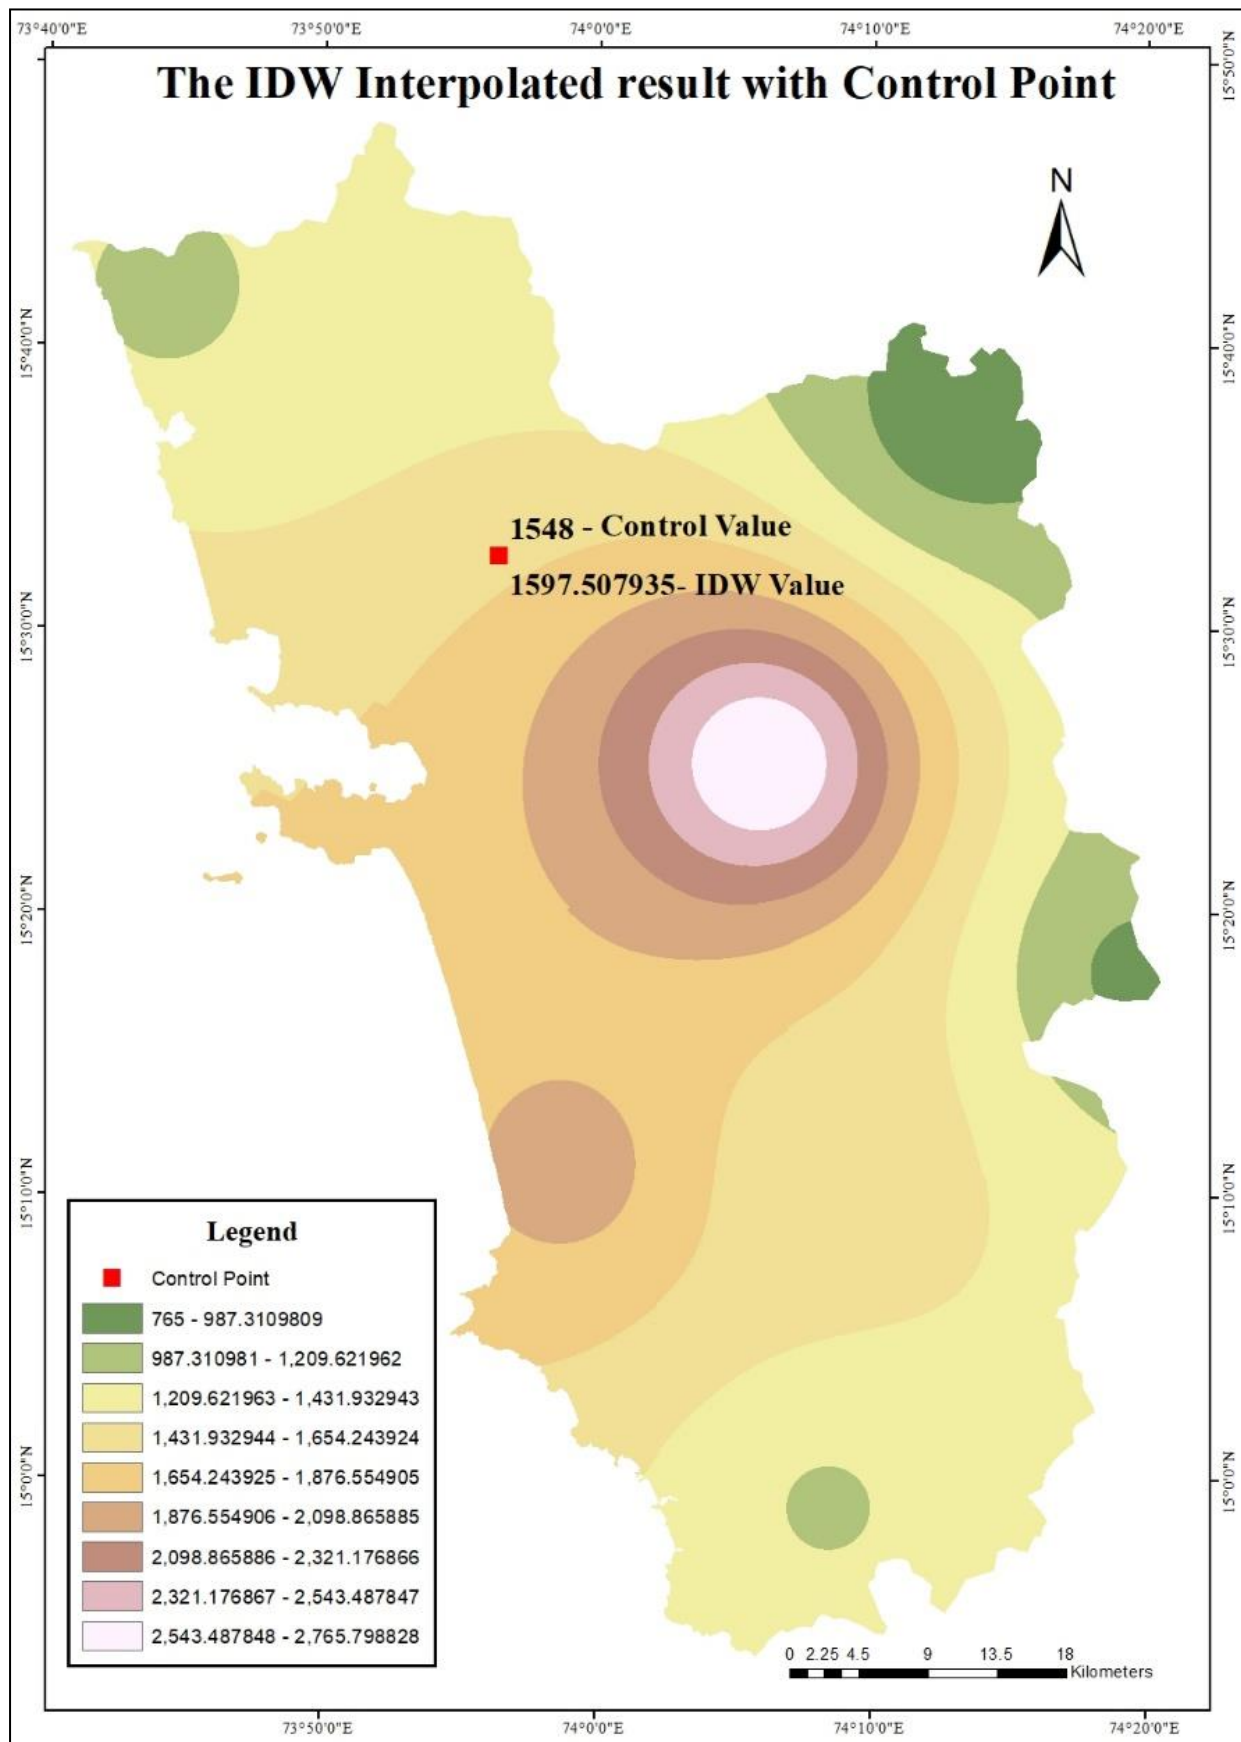 73°40'0"E 73°50'0"E 74°0'0"E 74°10'0"E 74°20'0"E
15°50'0"N
The IDW Interpolated result with Control Point
N
15°40'0"N 15°40'0"N
1548 - Control Value
1597.507935- IDW Value
15°30'0"N 15°30'0"N
15°20'0"N 15°20'0"N
15°10'0"N 15°10'0"N
Legend
Control Point
765 - 987.3109809
987.310981 - 1,209.621962
1,209.621963 - 1,431.932943
1,431.932944 - 1,654.243924
1,654.243925 - 1,876.554905
1,876.554906 - 2,098.865885
2,098.865886 - 2,321.176866
2,321.176867 - 2,543.487847
2,543.487848 - 2,765.798828
15°0'0"N 15°0'0"N
0 2.25 4.5 9 13.5 18
Kilometers
73°50'0"E 74°0'0"E 74°10'0"E 74°20'0"E